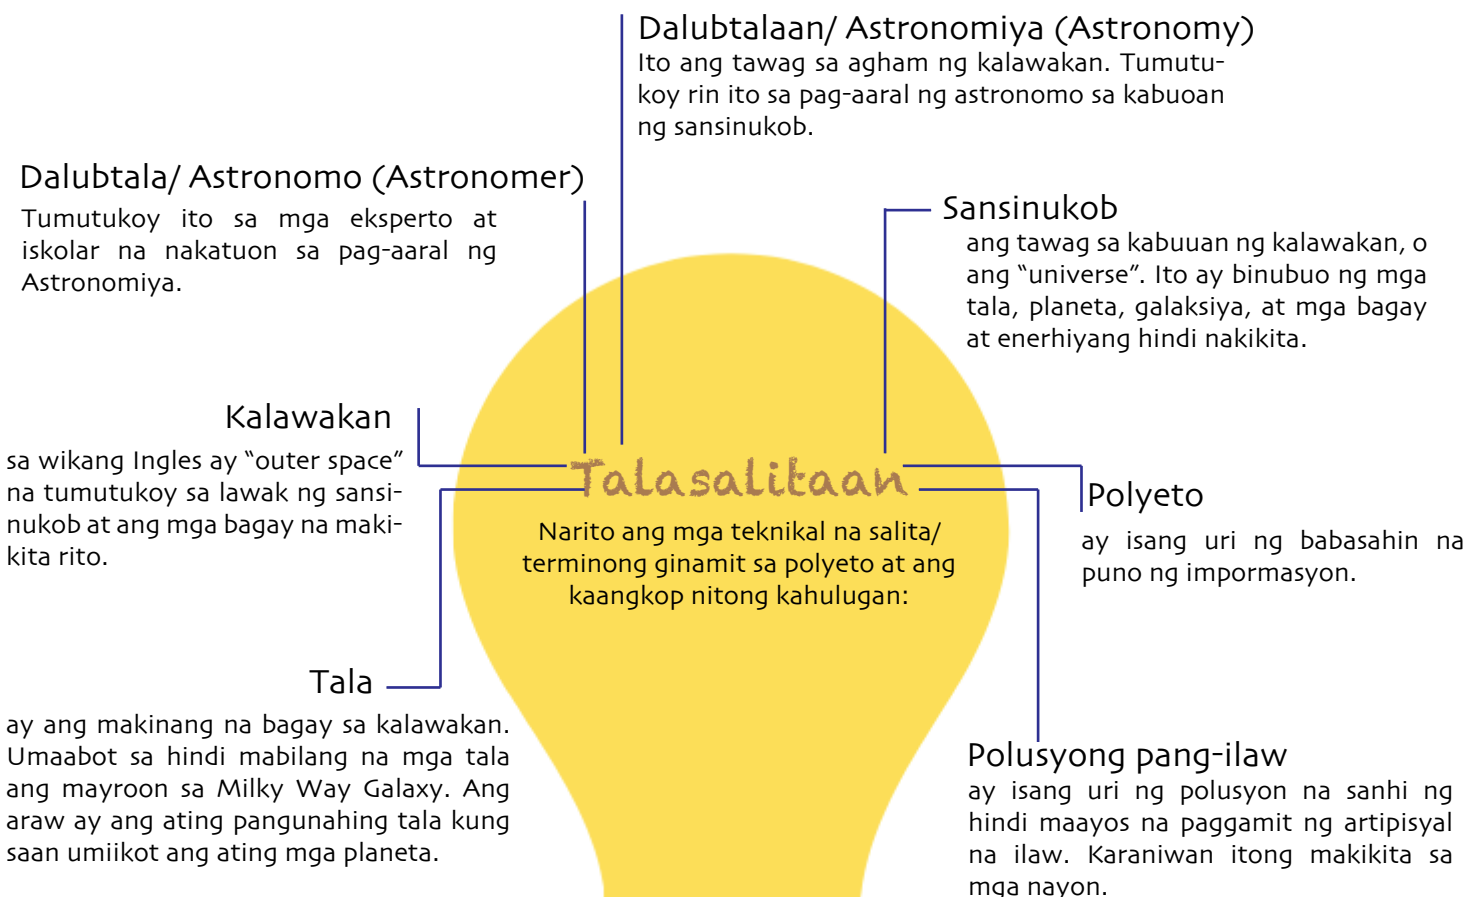 Dalubtalaan/ Astronomiya (Astronomy)
Ito ang tawag sa agham ng kalawakan. Tumutu-
koy rin ito sa pag-aaral ng astronomo sa kabuoan
ng sansinukob.
Dalubtala/ Astronomo (Astronomer)
Tumutukoy ito sa mga eksperto at
iskolar na nakatuon sa pag-aaral ng
Astronomiya.
Sansinukob
ang tawag sa kabuuan ng kalawakan, o
ang “universe”. Ito ay binubuo ng mga
tala, planeta, galaksiya, at mga bagay
at enerhiyang hindi nakikita.
Kalawakan
sa wikang Ingles ay “outer space”
na tumutukoy sa lawak ng sansi-
nukob at ang mga bagay na maki-
kita rito.
Talasalitaan
Narito ang mga teknikal na salita/
terminong ginamit sa polyeto at ang
kaangkop nitong kahulugan:
Polyeto
ay isang uri ng babasahin na
puno ng impormasyon.
Tala
ay ang makinang na bagay sa kalawakan.
Umaabot sa hindi mabilang na mga tala
ang mayroon sa Milky Way Galaxy. Ang
araw ay ang ating pangunahing tala kung
saan umiikot ang ating mga planeta.
Polusyong pang-ilaw
ay isang uri ng polusyon na sanhi ng
hindi maayos na paggamit ng artipisyal
na ilaw. Karaniwan itong makikita sa
mga nayon.